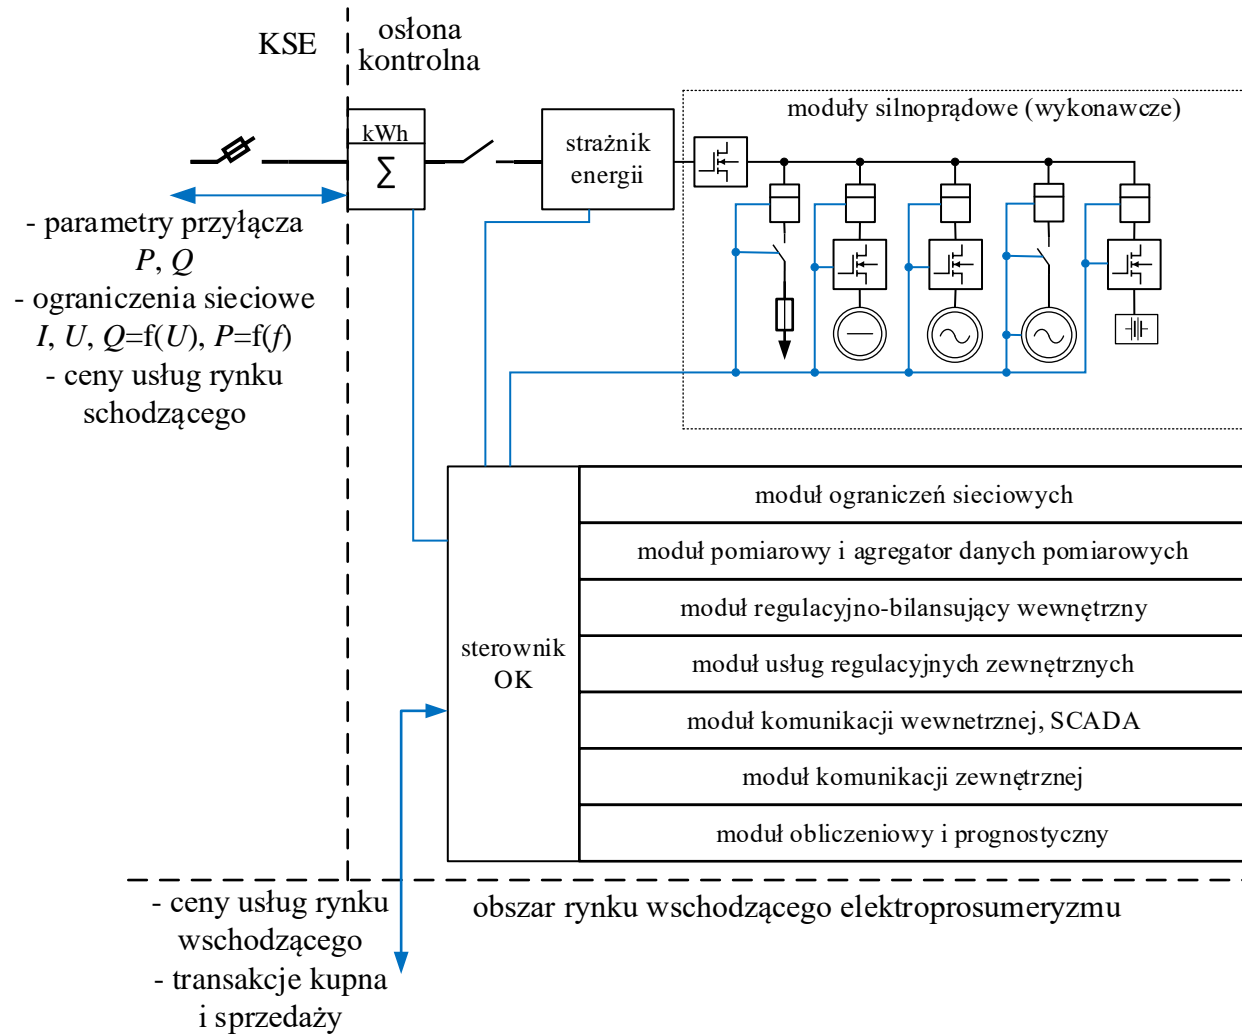 KSE
osłona
kontrolna
moduły silnoprądowe (wykonawcze)
kWh
Σ
strażnik
energii
- parametry przyłącza
P, Q
- ograniczenia sieciowe
I, U, Q=f(U), P=f(f)
- ceny usług rynku
schodzącego
sterownik
OK
moduł ograniczeń sieciowych
moduł pomiarowy i agregator danych pomiarowych
moduł regulacyjno-bilansujący wewnętrzny
moduł usług regulacyjnych zewnętrznych
moduł komunikacji wewnetrznej, SCADA
moduł komunikacji zewnętrznej
moduł obliczeniowy i prognostyczny
- ceny usług rynku
wschodzącego
- transakcje kupna
i sprzedaży
obszar rynku wschodzącego elektroprosumeryzmu